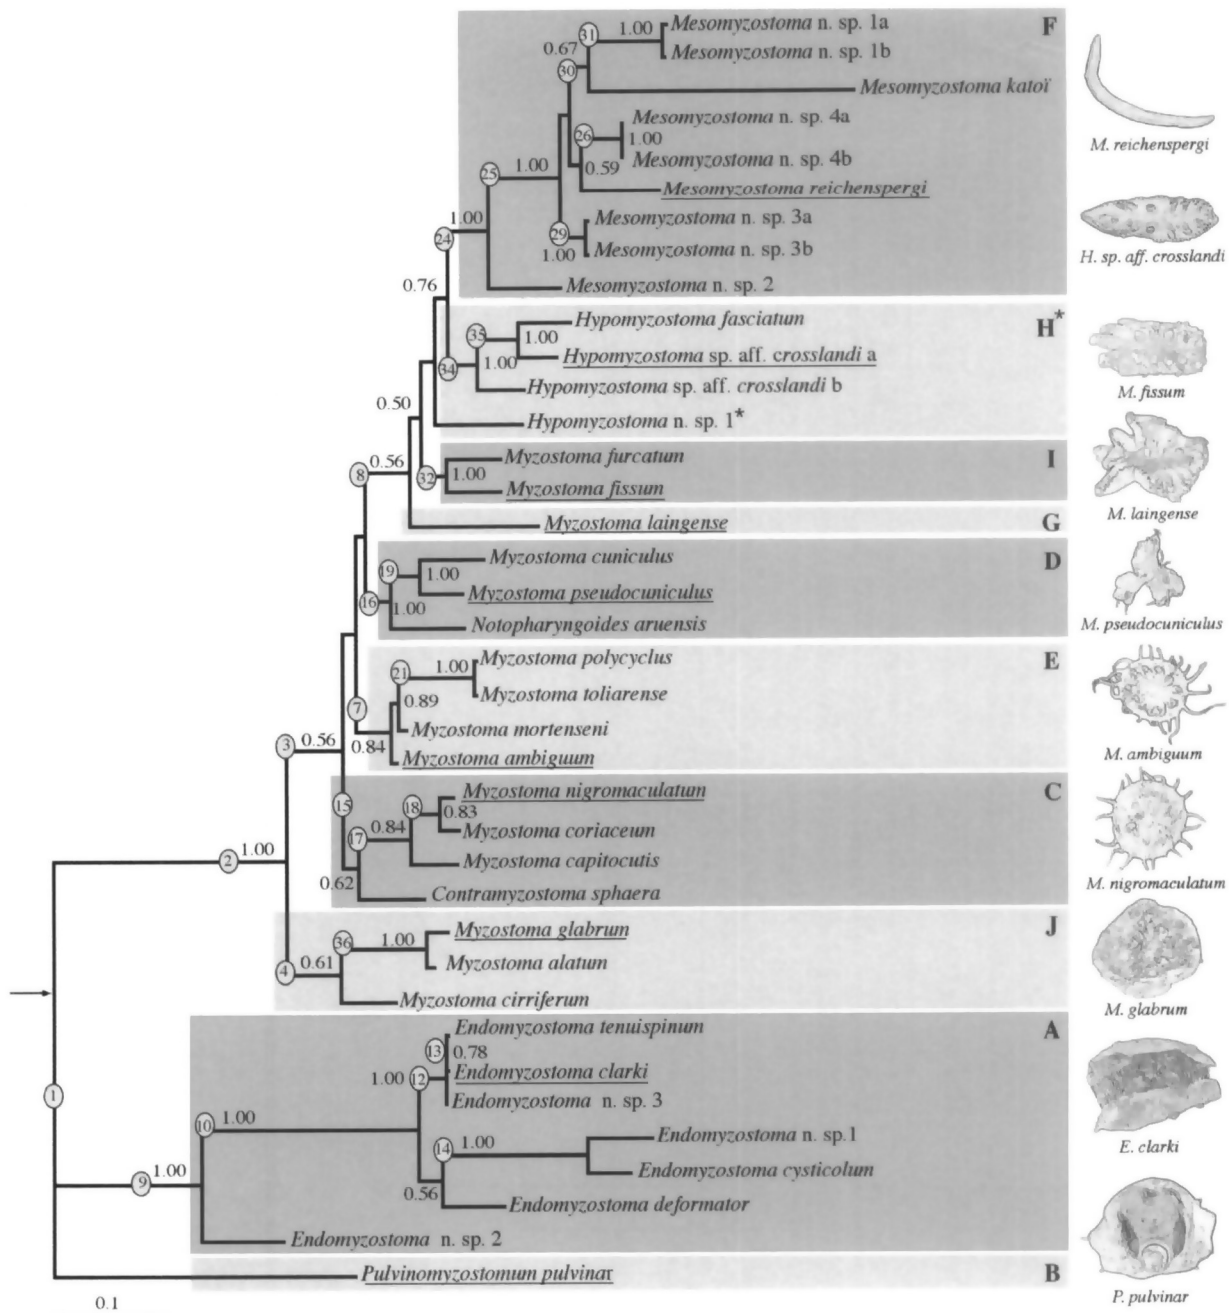 31
1.00
Mesomyzostoma n. sp. 1a
F
0.67
Mesomyzostoma n. sp. 1b
30
Mesomyzostoma katoï
Mesomyzostoma n. sp. 4a
26
1.00
M. reichenspergi
Mesomyzostoma n. sp. 4b
0.59
25
1.00
Mesomyzostoma reichenspergi
1.00
Mesomyzostoma n. sp. 3a
24
29
1.00
Mesomyzostoma n. sp. 3b
H. sp. aff. crosslandi
0.76
Mesomyzostoma n. sp. 2
Hypomyzostoma fasciatum
H*
35
1.00
34
1.00
Hypomyzostoma sp. aff. crosslandi a
Hypomyzostoma sp. aff. crosslandi b
M. fissum
0.50
Hypomyzostoma n. sp. 1*
Myzostoma furcatum
I
8
0.56
32
1.00
Myzostoma fissum
M. laingense
Myzostoma laingense
G
Myzostoma cuniculus
D
19
1.00
16
1.00
Myzostoma pseudocuniculus
Notopharyngoides aruensis
M. pseudocuniculus
Myzostoma polycyclus
E
21
1.00
0.89
Myzostoma toliarense
7
0.84
Myzostoma mortenseni
3
0.56
Myzostoma ambiguum
M. ambiguum
Myzostoma nigromaculatum
C
15
18
0.83
17
0.84
Myzostoma coriaceum
2
1.00
Myzostoma capitocutis
0.62
Contramyzostoma sphaera
M. nigromaculatum
Myzostoma glabrum
J
36
1.00
4
0.61
Myzostoma alatum
Myzostoma cirriferum
M. glabrum
Endomyzostoma tenuispinum
A
13
0.78
1.00
12
Endomyzostoma clarki
Endomyzostoma n. sp. 3
1
10
1.00
Endomyzostoma n. sp.1
14
1.00
E. clarki
9
1.00
Endomyzostoma cysticolum
0.56
Endomyzostoma deformator
Endomyzostoma n. sp. 2
Pulvinomyzostomum pulvinar
B
P. pulvinar
0.1